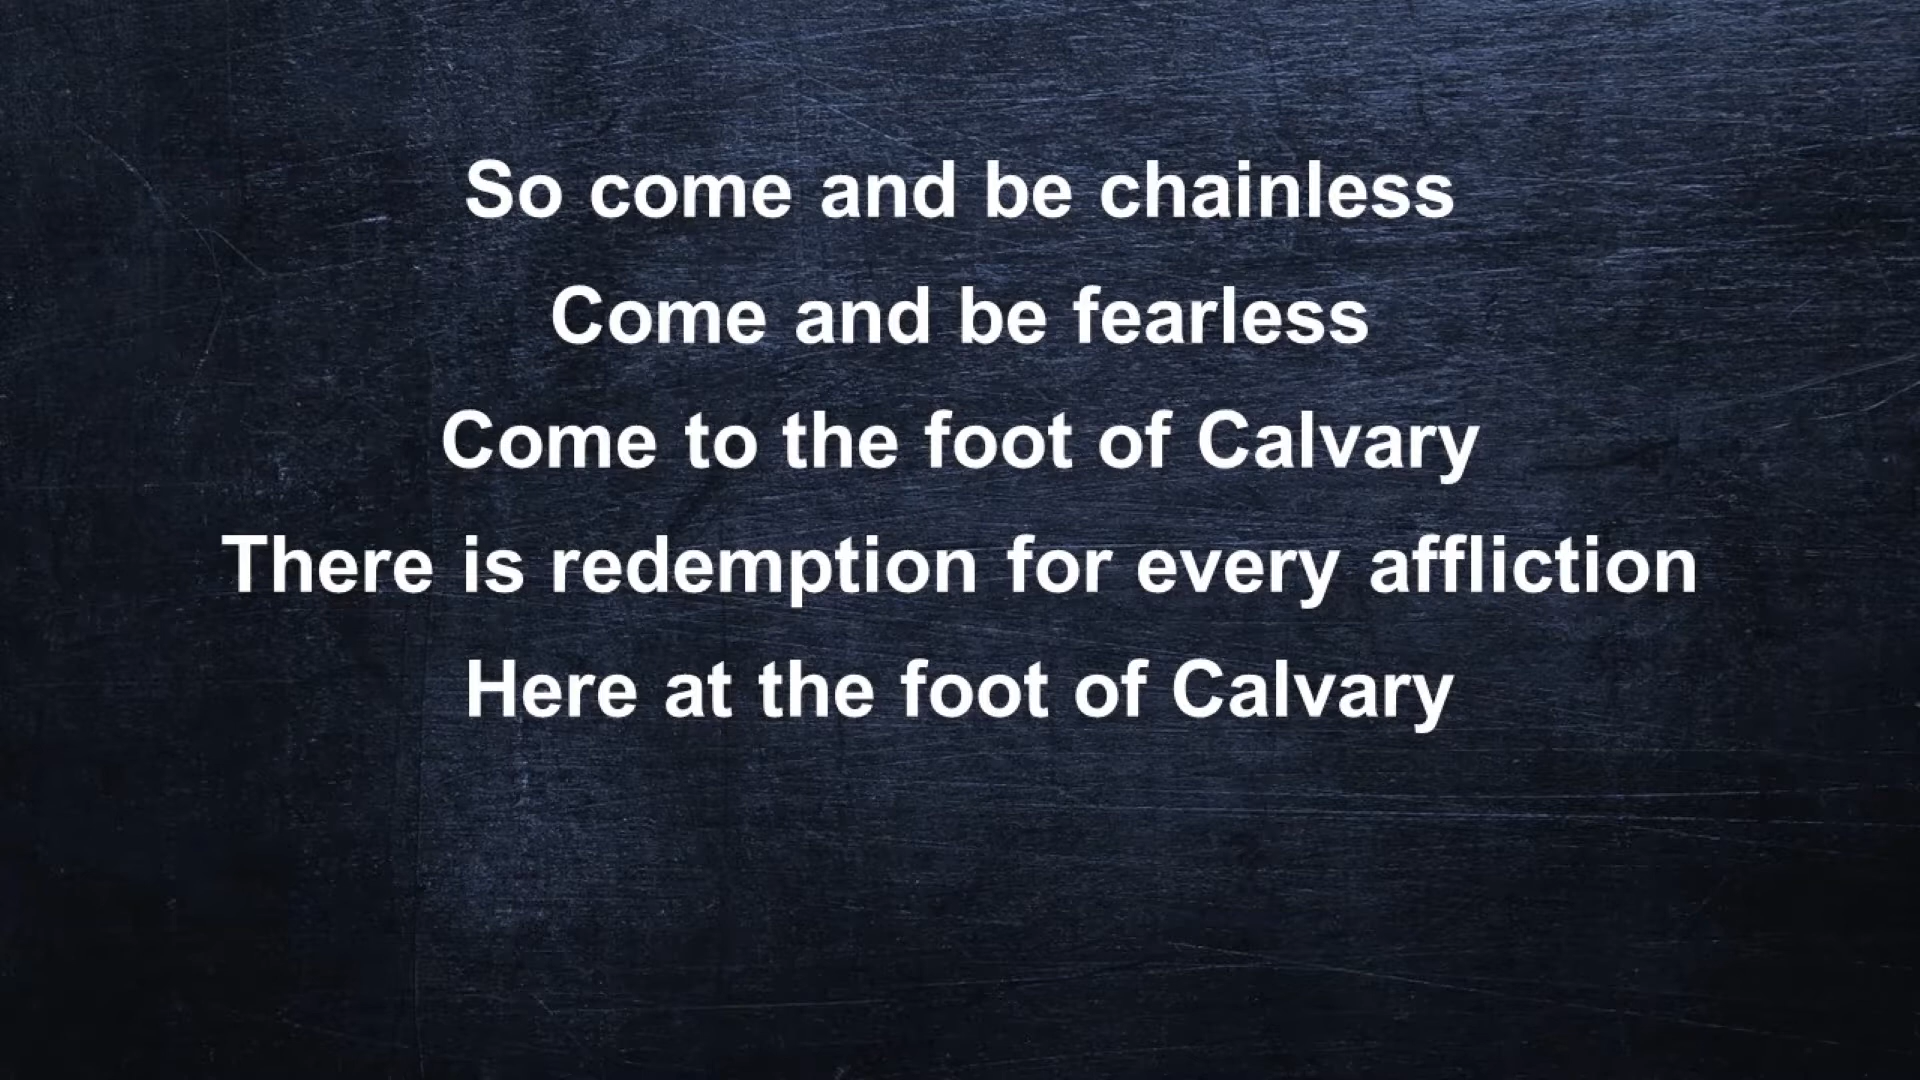 So come and be chainless
Come and be fearless
Come to the foot of Calvary
There is redemption for every affliction
Here at the foot of Calvary